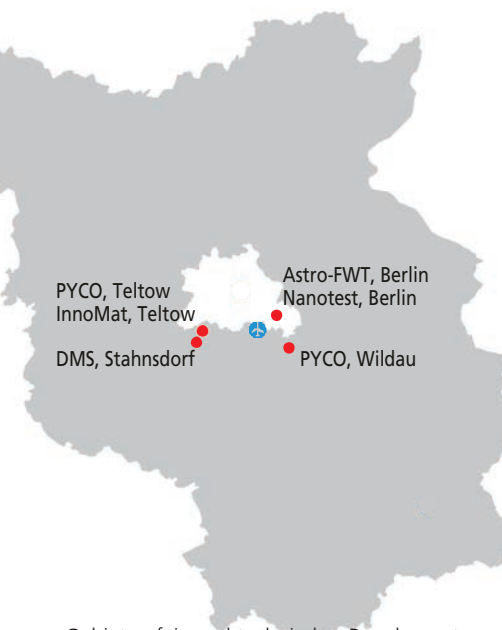 PYCO, Teltow
InnoMat, Teltow
DMS, Stahnsdorf
Astro-FWT, Berlin
Nanotest, Berlin
PYCO, Wildau